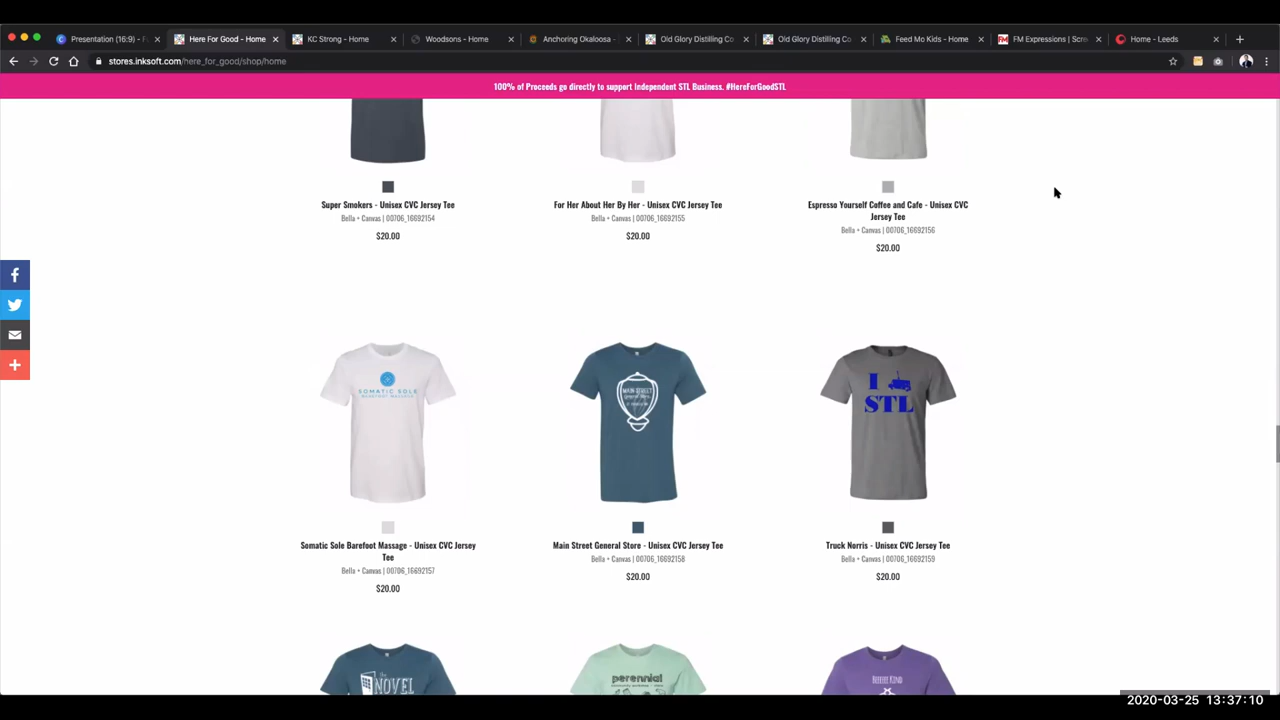 Presentation (16:9) - F
Here For Good - Home
KC Strong - Home
Woodsons - Home
Anchoring Okaloosa -
Old Glory Distilling Co
Old Glory Distilling Co
Feed Mo Kids - Home
FM Expressions | Scre
Home - Leeds
stores.inksoft.com/here_for_good/shop/home
100% of Proceeds go directly to support Independent STL Business. #HereForGoodSTL
Super Smokers - Unisex CVC Jersey Tee
Bella + Canvas | 00706_16692154
$20.00
For Her About Her By Her - Unisex CVC Jersey Tee
Bella + Canvas | 00706_16692155
$20.00
Espresso Yourself Coffee and Cafe - Unisex CVC
Jersey Tee
Bella + Canvas | 00706_16692156
$20.00
SOMATIC SOLE
BAREFOOT MASSAGE
MAIN STREET
I
STL
Somatic Sole Barefoot Massage - Unisex CVC Jersey
Tee
Bella + Canvas | 00706_16692157
$20.00
Main Street General Store - Unisex CVC Jersey Tee
Bella + Canvas | 00706_16692158
$20.00
Truck Norris - Unisex CVC Jersey Tee
Bella + Canvas | 00706_16692159
$20.00
NOVEL
perennial
BEEEEE KIND
2020-03-25 13:37:10